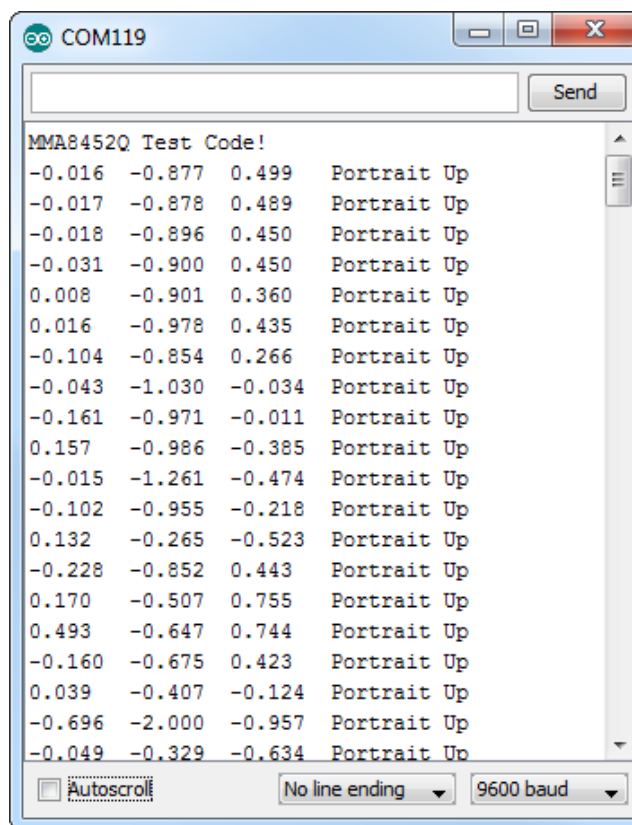 COM119
Send
MMA8452Q Test Code!
-0.016 -0.877 0.499 Portrait Up
-0.017 -0.878 0.489 Portrait Up
-0.018 -0.896 0.450 Portrait Up
-0.031 -0.900 0.450 Portrait Up
0.008 -0.901 0.360 Portrait Up
0.016 -0.978 0.435 Portrait Up
-0.104 -0.854 0.266 Portrait Up
-0.043 -1.030 -0.034 Portrait Up
-0.161 -0.971 -0.011 Portrait Up
0.157 -0.986 -0.385 Portrait Up
-0.015 -1.261 -0.474 Portrait Up
-0.102 -0.955 -0.218 Portrait Up
0.132 -0.265 -0.523 Portrait Up
-0.228 -0.852 0.443 Portrait Up
0.170 -0.507 0.755 Portrait Up
0.493 -0.647 0.744 Portrait Up
-0.160 -0.675 0.423 Portrait Up
0.039 -0.407 -0.124 Portrait Up
-0.696 -2.000 -0.957 Portrait Up
-0.049 -0.329 -0.634 Portrait Up
Autoscroll No line ending 9600 baud